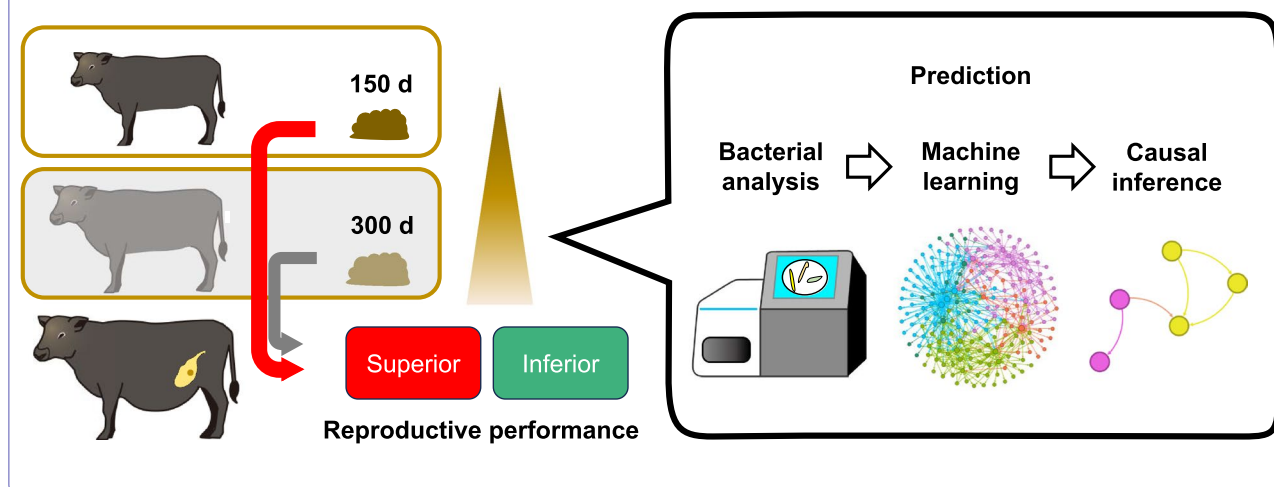 150 d
300 d
Superior
Inferior
Reproductive performance
Prediction
Bacterial
analysis
Machine
learning
Causal
inference